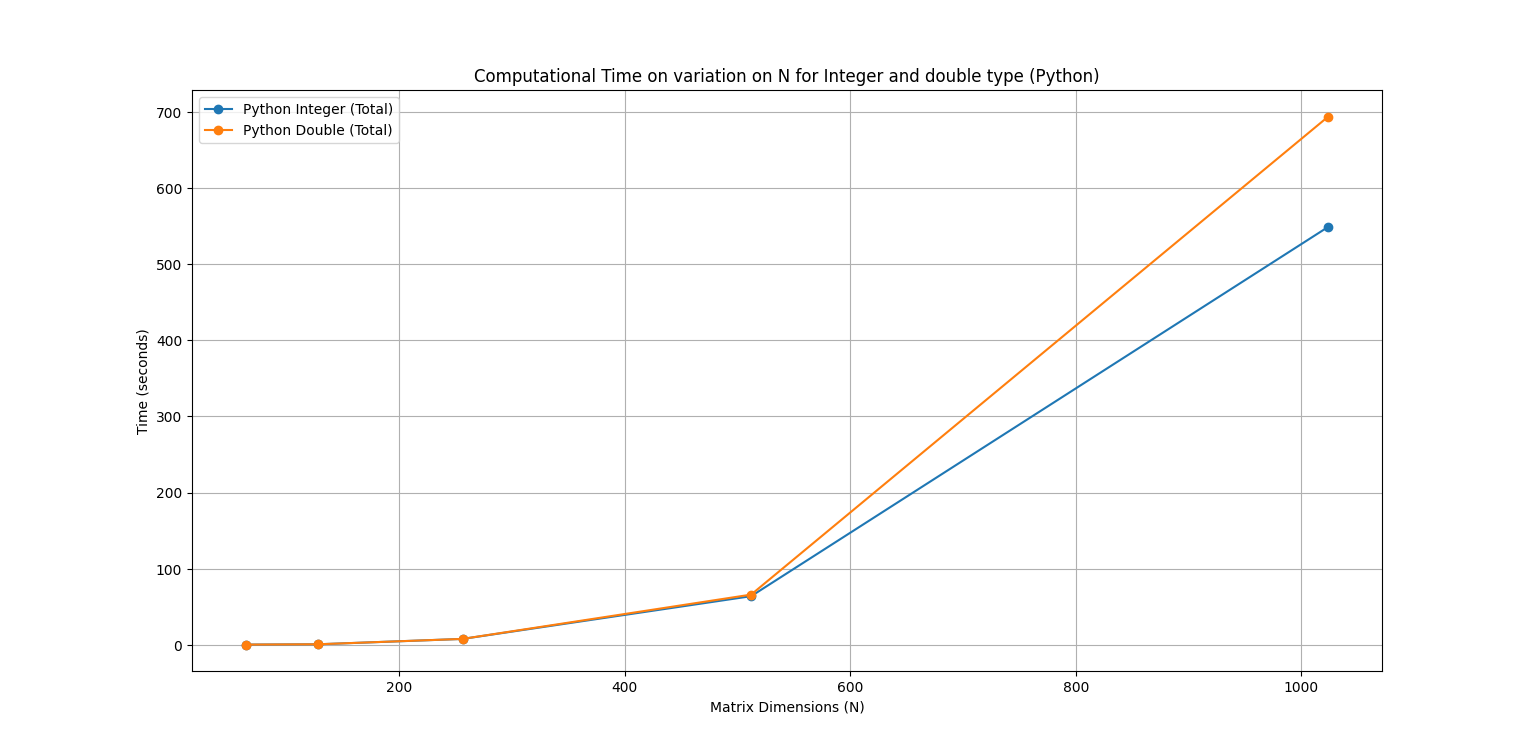 Computational Time on variation on N for Integer and double type (Python)
Python Integer (Total)
Python Double (Total)
700
600
500
400
300
200
100
0
Time (seconds)
200 400 600 800 1000
Matrix Dimensions (N)